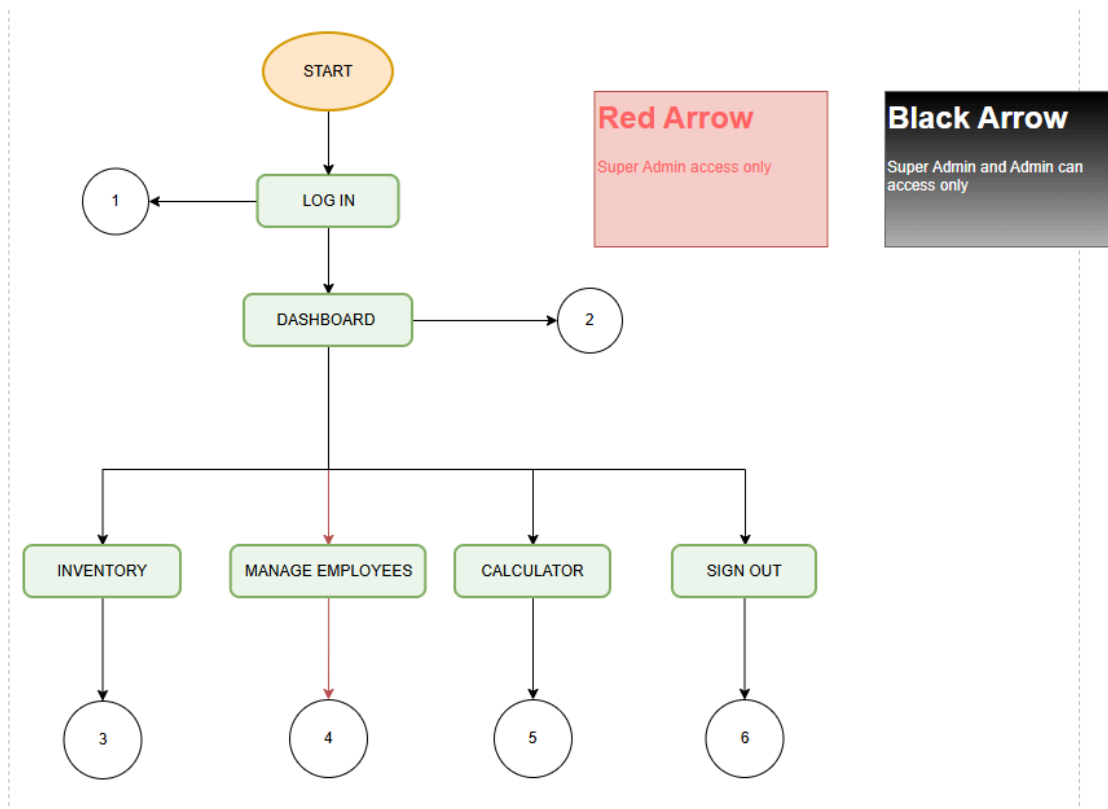 START
Red Arrow
Super Admin access only
Black Arrow
Super Admin and Admin can
access only
1
LOG IN
DASHBOARD
2
INVENTORY
MANAGE EMPLOYEES
CALCULATOR
SIGN OUT
3
4
5
6